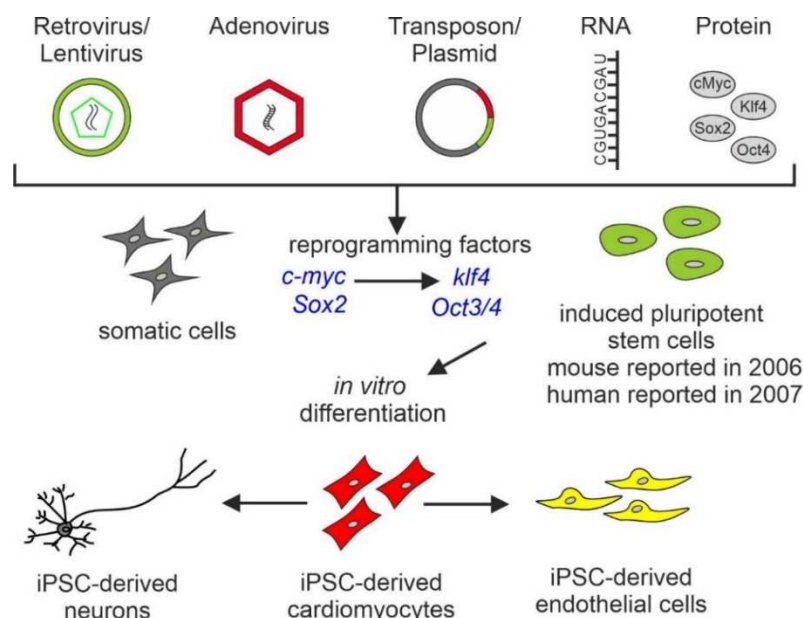 Retrovirus/
Lentivirus
Adenovirus
Transposon/
Plasmid
RNA
Protein
CGUGACGAU
cMyc
Klf4
Sox2
Oct4
reprogramming factors
c-myc
klf4
Sox2
Oct3/4
somatic cells
induced pluripotent
stem cells
mouse reported in 2006
human reported in 2007
in vitro
differentiation
iPSC-derived
neurons
iPSC-derived
cardiomyocytes
iPSC-derived
endothelial cells